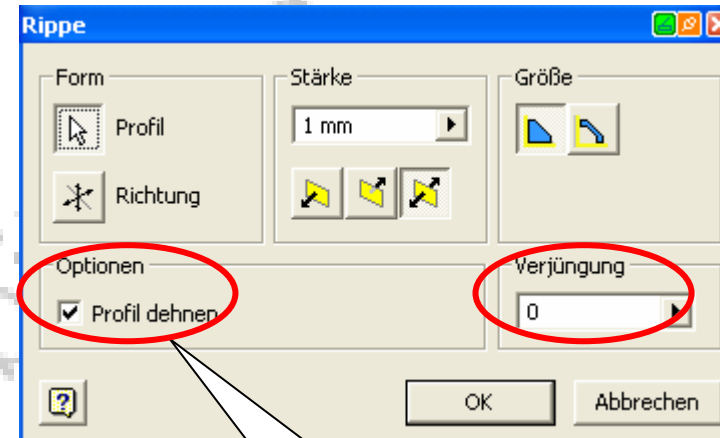 Rippe
Form
Stärke
Größe
Profil
1 mm
Richtung
Optionen
Verjüngung
Profil dehnen
0
?
OK
Abbrechen